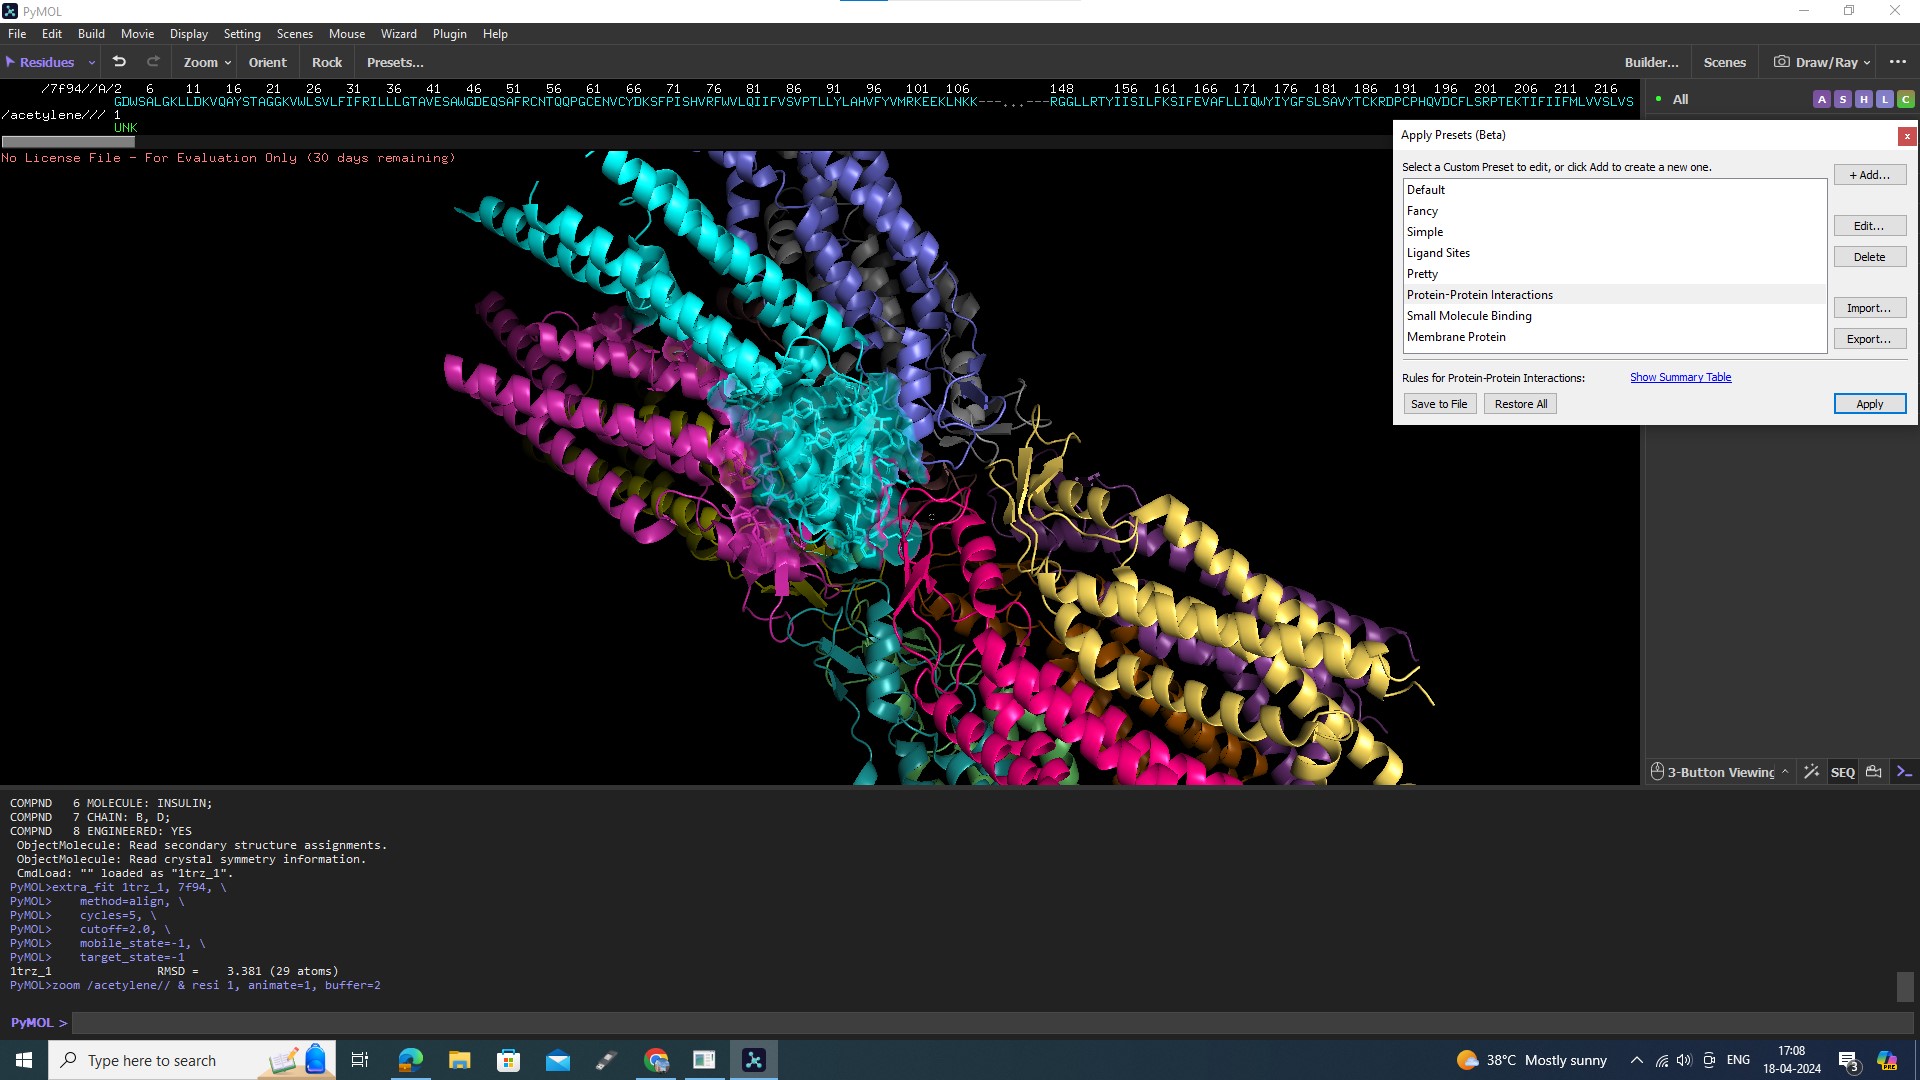 PyMOL
File Edit Build Movie Display Setting Scenes Mouse Wizard Plugin Help
Residues Zoom Orient Rock Presets... Builder... Scenes Draw/Ray
/7f94//A/2 6 11 16 21 26 31 36 41 46 51 56 61 66 71 76 81 86 91 96 101 106 148 156 161 166 171 176 181 186 191 196 201 206 211 216
GDWSALGKLLDKVQAYSTAGGKVWLSVLFIFRILLLGTAVESAWGDEQSAFRCNTQQPGCENVCYDKSFPISHVRFWVLQIIFVSVPTLLYLAHVFYVMRKEEKLNKK---...---RGGLLRTYIISILFKSIFEVAFLLIQWYIYGFSLSAVYTCKRDPCPHQVDCFLSRPTEKTIFIIFMLVVSLVS
/acetylene/// 1
UNK
No License File - For Evaluation Only (30 days remaining)
All A S H L C
Apply Presets (Beta)
Select a Custom Preset to edit, or click Add to create a new one.
Default
Fancy
Simple
Ligand Sites
Pretty
Protein-Protein Interactions
Small Molecule Binding
Membrane Protein
+ Add...
Edit...
Delete
Import...
Export...
Rules for Protein-Protein Interactions: Show Summary Table
Save to File Restore All Apply
3-Button Viewing SEQ
COMPND 6 MOLECULE: INSULIN;
COMPND 7 CHAIN: B, D;
COMPND 8 ENGINEERED: YES
ObjectMolecule: Read secondary structure assignments.
ObjectMolecule: Read crystal symmetry information.
CmdLoad: "" loaded as "1trz_1".
PyMOL>extra_fit 1trz_1, 7f94, \
PyMOL> method=align, \
PyMOL> cycles=5, \
PyMOL> cutoff=2.0, \
PyMOL> mobile_state=-1, \
PyMOL> target_state=-1
1trz_1 RMSD = 3.381 (29 atoms)
PyMOL>zoom /acetylene// & resi 1, animate=1, buffer=2
PyMOL >
Type here to search
38°C Mostly sunny
ENG
17:08
18-04-2024
3
PRE